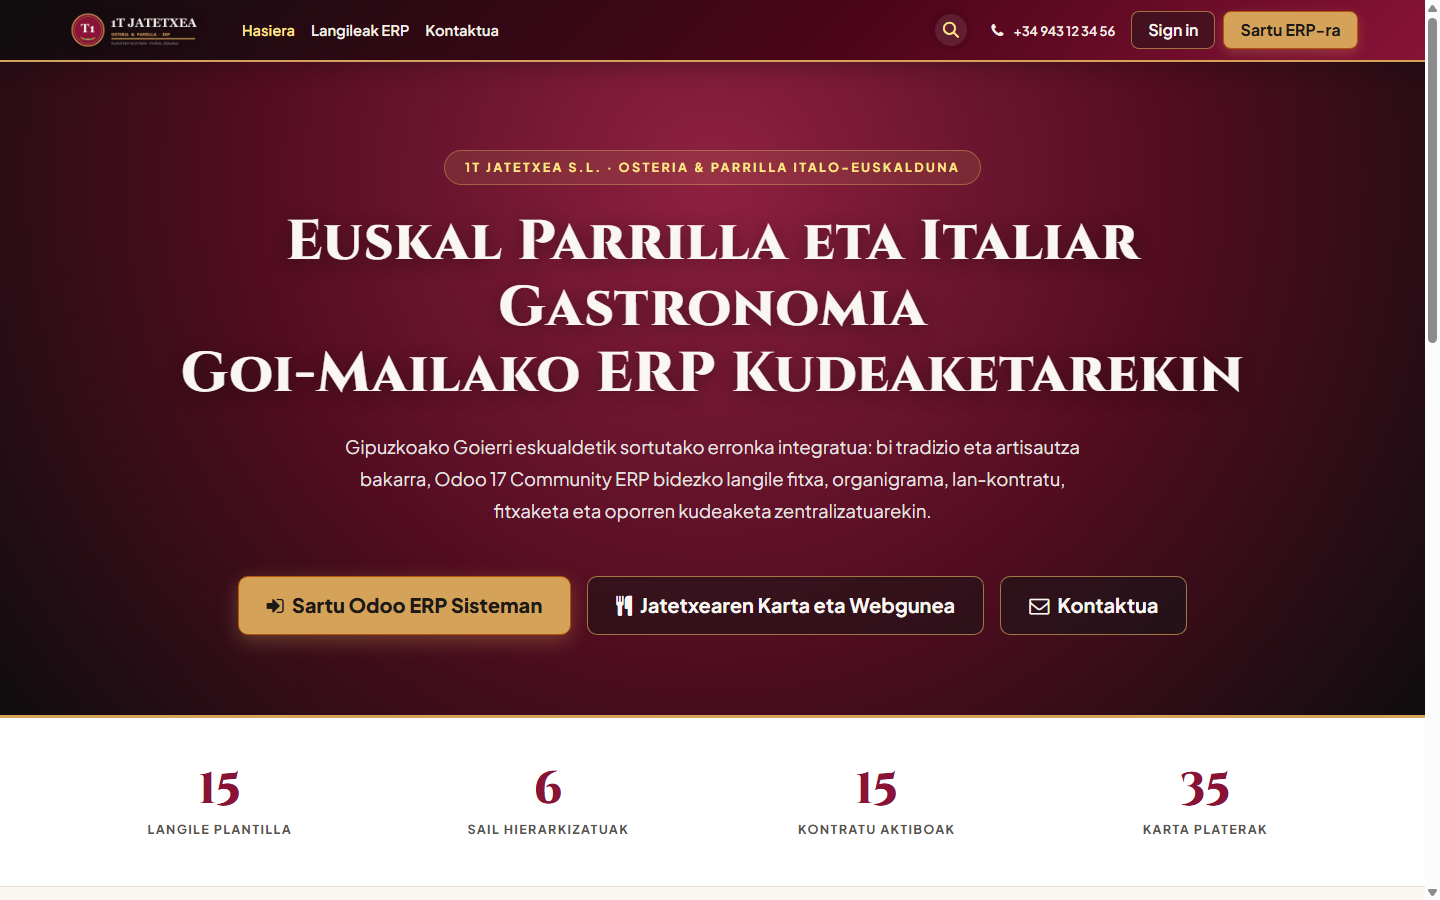 T1
1T JATETXEA
OSTERIA & PARRILLA · ERP
Hasiera
Langileak ERP
Kontaktua
+34 943 12 34 56
Sign in
Sartu ERP-ra
1T JATETXEA S.L. · OSTERIA & PARRILLA ITALO-EUSKALDUNA
Euskal Parrilla eta Italiar
Gastronomia
Goi-Mailako ERP Kudeaketarekin
Gipuzkoako Goierri eskualdetik sortutako erronka integratua: bi tradizio eta artisautza
bakarra, Odoo 17 Community ERP bidezko langile fitxa, organigrama, lan-kontratu,
fitxaketa eta oporren kudeaketa zentralizatuarekin.
Sartu Odoo ERP Sisteman
Jatetxearen Karta eta Webgunea
Kontaktua
15
LANGILE PLANTILLA
6
SAIL HIERARKIZATUAK
15
KONTRATU AKTIBOAK
35
KARTA PLATERAK